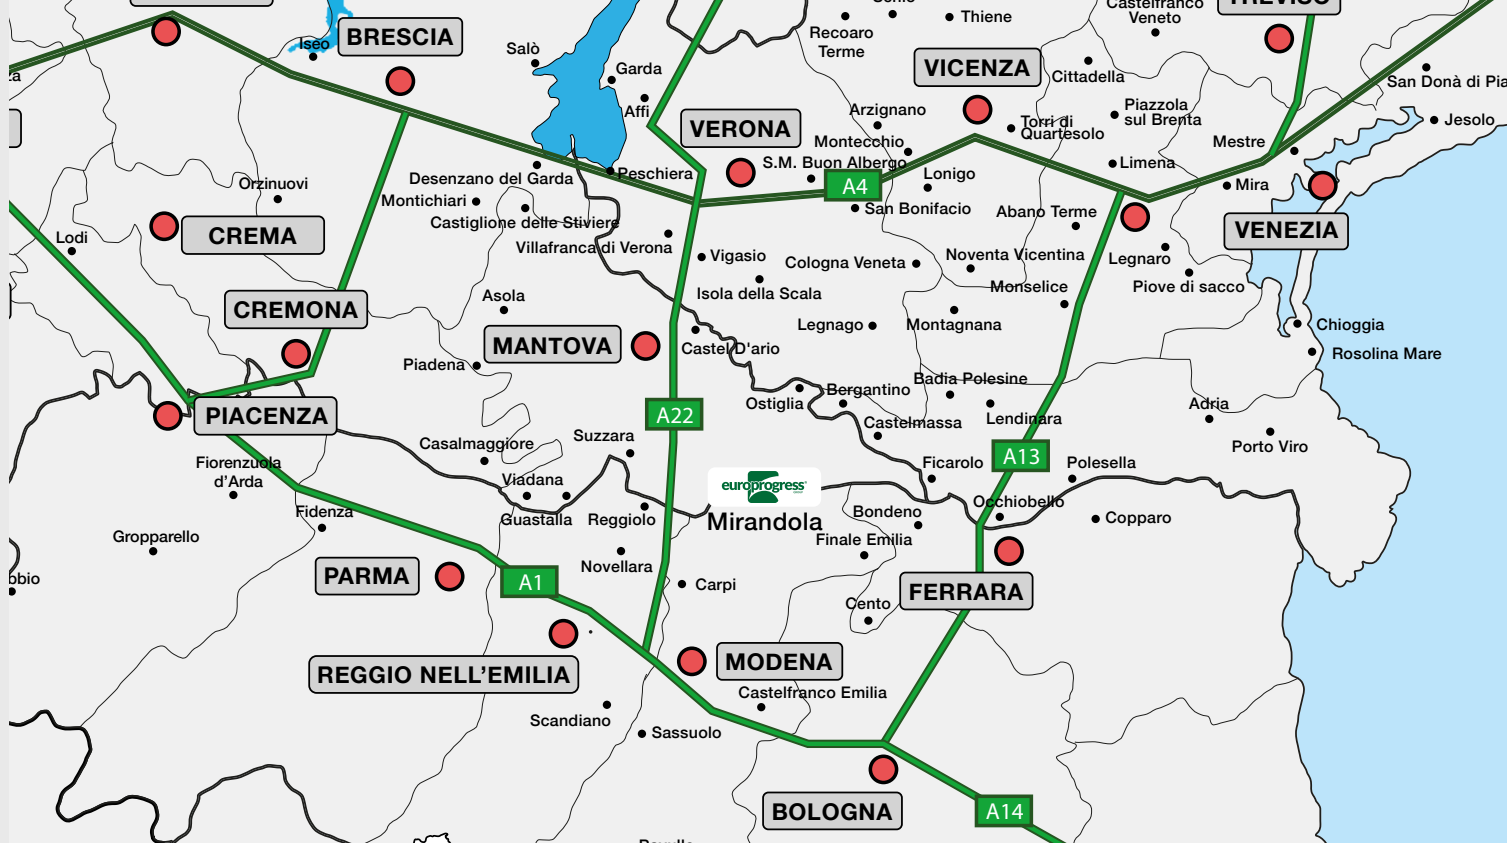 TREVISO
Castelfranco
Veneto
Thiene
Recoaro
Terme
Iseo
BRESCIA
Salò
Garda
Affi
VICENZA
Cittadella
San Donà di Pia
Arzignano
Piazzola
sul Brenta
Jesolo
VERONA
Torri di
Quartesolo
Montecchio
Mestre
S.M. Buon Albergo
Limena
Peschiera
Desenzano del Garda
A4
Lonigo
Mira
Orzinuovi
Montichiari
San Bonifacio
Abano Terme
Castiglione delle Stiviere
VENEZIA
CREMA
Lodi
Villafranca di Verona
Vigasio
Cologna Veneta
Noventa Vicentina
Legnaro
Piove di sacco
Monselice
Isola della Scala
Asola
CREMONA
Legnago
Montagnana
Chioggia
MANTOVA
Castel D'ario
Rosolina Mare
Piadena
Badia Polesine
Bergantino
Ostiglia
Adria
PIACENZA
A22
Castelmassa
Lendinara
Suzzara
Casalmaggiore
Porto Viro
A13
Ficarolo
Polesella
Fiorenzuola
d’Arda
Viadana
europrogress
GROUP
Occhiobello
Fidenza
Guastalla
Reggiolo
Mirandola
Bondeno
Copparo
Gropparello
Finale Emilia
Novellara
PARMA
A1
Carpi
obbio
FERRARA
Cento
REGGIO NELL’EMILIA
MODENA
Castelfranco Emilia
Scandiano
Sassuolo
BOLOGNA
A14